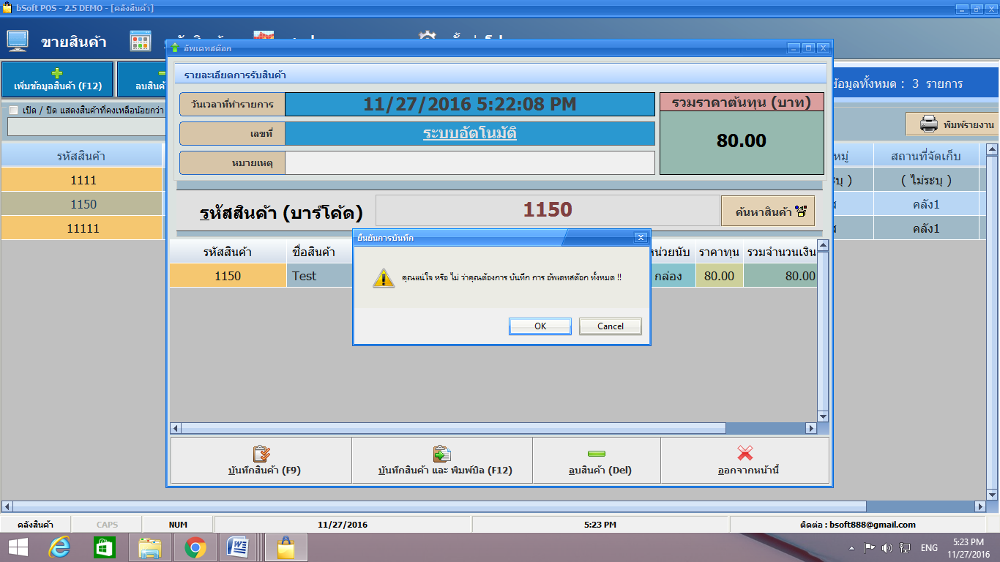 bSoft POS - 2.5 DEMO - [คลังสินค้า]
ขายสินค้า
อัพเดทสต๊อก
เพิ่มข้อมูลสินค้า (F12)
ลบสินค้
ข้อมูลทั้งหมด : 3 รายการ
รายละเอียดการรับสินค้า
วันเวลาที่ทำรายการ 11/27/2016 5:22:08 PM
รวมราคาต้นทุน (บาท)
80.00
เลขที่ ระบบอัตโนมัติ
หมายเหตุ
เปิด / ปิด แสดงสินค้าที่คงเหลือน้อยกว่า
พิมพ์รายงาน
รหัสสินค้า หมู่ สถานที่จัดเก็บ
1111 ( ไม่ระบุ )
1150 คลัง1
11111 คลัง1
รหัสสินค้า (บาร์โค้ด) 1150 ค้นหาสินค้า
รหัสสินค้า ชื่อสินค้า หน่วยนับ ราคาทุน รวมจำนวนเงิน
1150 Test กล่อง 80.00 80.00
ยืนยันการบันทึก
คุณแน่ใจ หรือ ไม่ ว่าคุณต้องการ บันทึก การ อัพเดทสต๊อก ทั้งหมด !!
OK Cancel
บันทึกสินค้า (F9) บันทึกสินค้า และ พิมพ์บิล (F12) ลบสินค้า (Del) ออกจากหน้านี้
คลังสินค้า CAPS NUM 11/27/2016 5:23 PM ติดต่อ : bsoft888@gmail.com
ENG
5:23 PM
11/27/2016